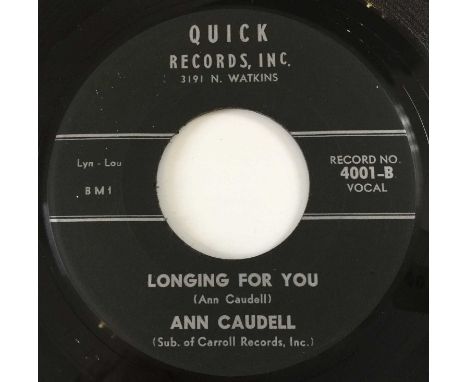 QUICK
RECORDS, INC.
3191 N. WATKINS
Lyn - Lou
BM1
RECORD NO.
4001-B
VOCAL
LONGING FOR YOU
(Ann Caudell)
ANN CAUDELL
(Sub. of Carroll Records, Inc.)